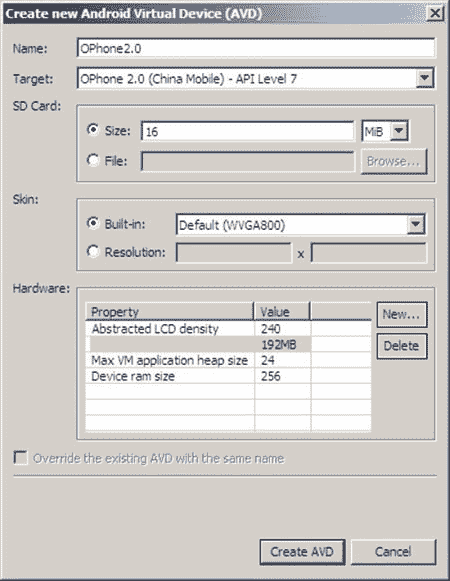 Create new Android Virtual Device (AVD)
Name: OPhone2.0
Target: OPhone 2.0 (China Mobile) - API Level 7
SD Card:
Size: 16 MiB
File: Browse...
Skin:
Built-in: Default (WVGA800)
Resolution: x
Hardware:
Property Value New...
Abstracted LCD density 240
192MB Delete
Max VM application heap size 24
Device ram size 256
Override the existing AVD with the same name
Create AVD Cancel